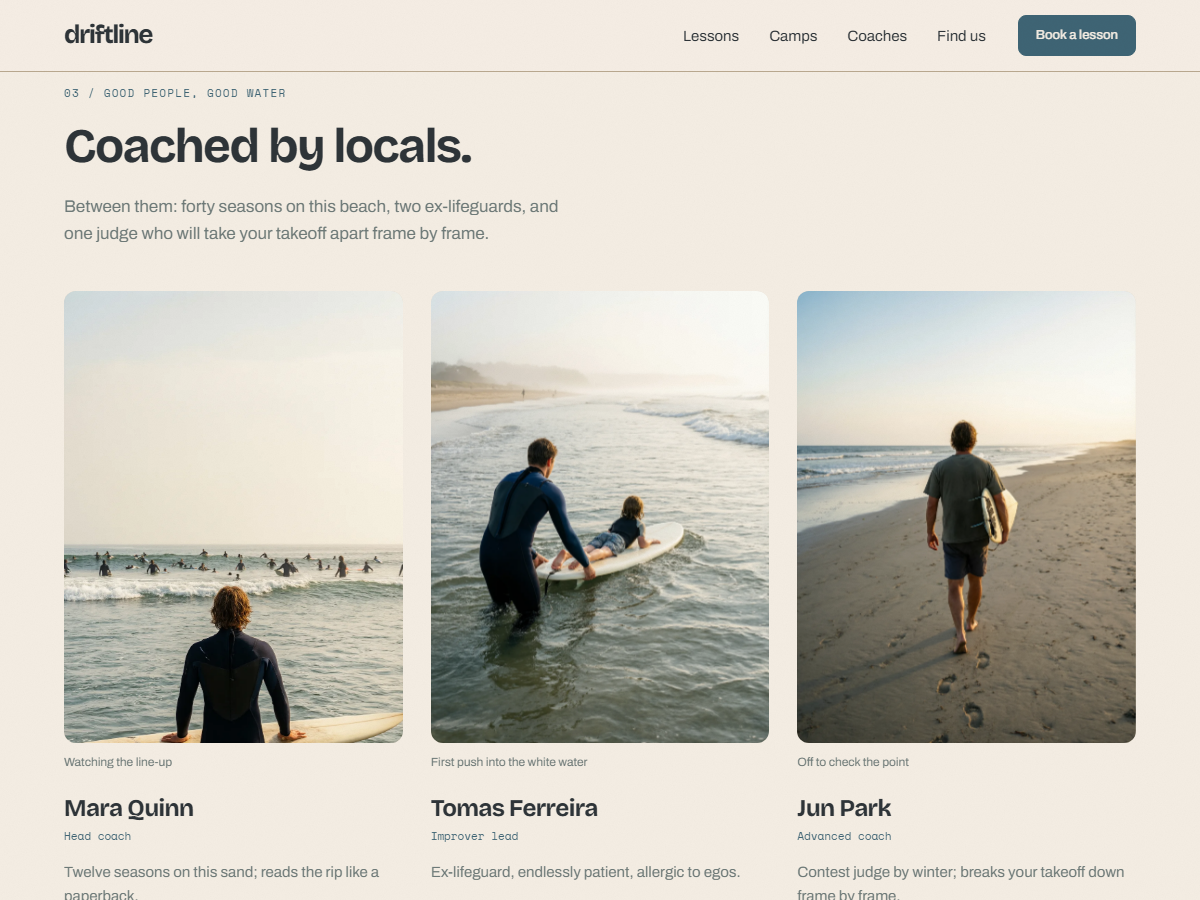 driftline
Lessons Camps Coaches Find us Book a lesson
03 / GOOD PEOPLE, GOOD WATER
Coached by locals.
Between them: forty seasons on this beach, two ex-lifeguards, and
one judge who will take your takeoff apart frame by frame.
Watching the line-up
Mara Quinn
Head coach
Twelve seasons on this sand; reads the rip like a
paperback.
First push into the white water
Tomas Ferreira
Improver lead
Ex-lifeguard, endlessly patient, allergic to egos.
Off to check the point
Jun Park
Advanced coach
Contest judge by winter; breaks your takeoff down
frame by frame.